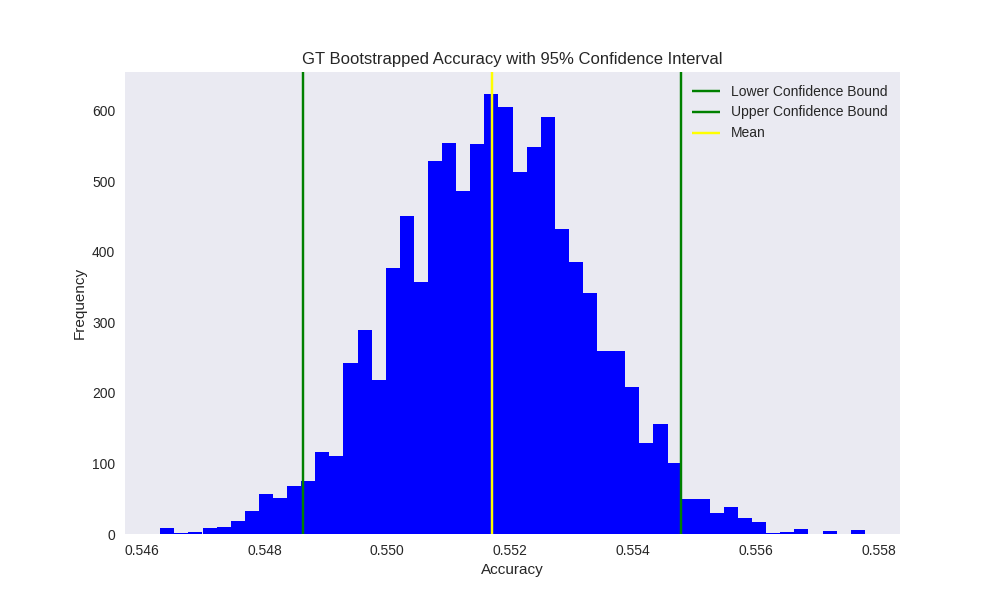 GT Bootstrapped Accuracy with 95% Confidence Interval
Lower Confidence Bound
Upper Confidence Bound
Mean
600
500
400
300
200
100
0
Frequency
0.546 0.548 0.550 0.552 0.554 0.556 0.558
Accuracy